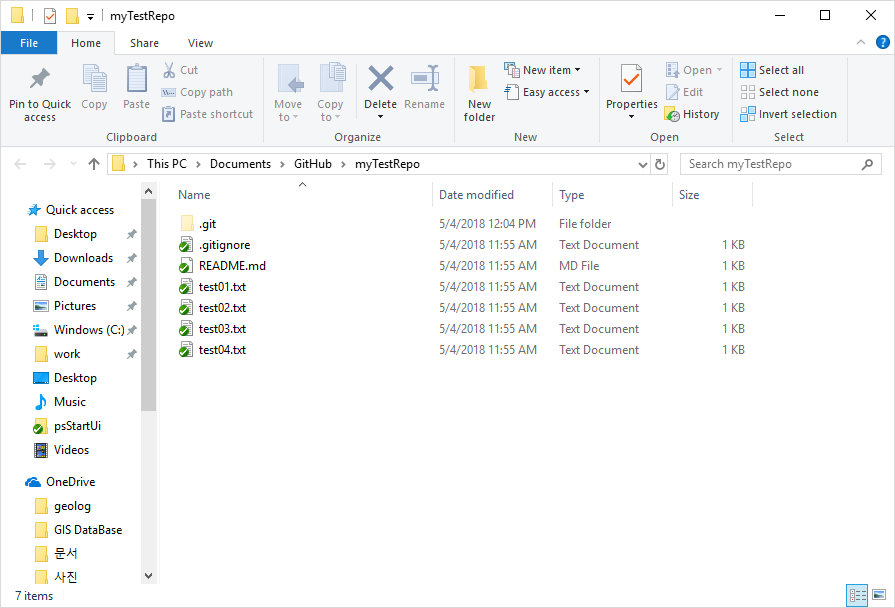 myTestRepo
File Home Share View
Pin to Quick access
Copy
Paste
Cut
Copy path
Paste shortcut
Clipboard
Move to
Copy to
Delete
Rename
Organize
New folder
New item
Easy access
New
Properties
Open
Edit
History
Open
Select all
Select none
Invert selection
Select
This PC > Documents > GitHub > myTestRepo
Search myTestRepo
Quick access
Desktop
Downloads
Documents
Pictures
Windows (C:)
work
Desktop
Music
psStartUi
Videos
OneDrive
geolog
GIS DataBase
문서
사진
Name Date modified Type Size
.git 5/4/2018 12:04 PM File folder
.gitignore 5/4/2018 11:55 AM Text Document 1 KB
README.md 5/4/2018 11:55 AM MD File 1 KB
test01.txt 5/4/2018 11:55 AM Text Document 1 KB
test02.txt 5/4/2018 11:55 AM Text Document 1 KB
test03.txt 5/4/2018 11:55 AM Text Document 1 KB
test04.txt 5/4/2018 11:55 AM Text Document 1 KB
7 items